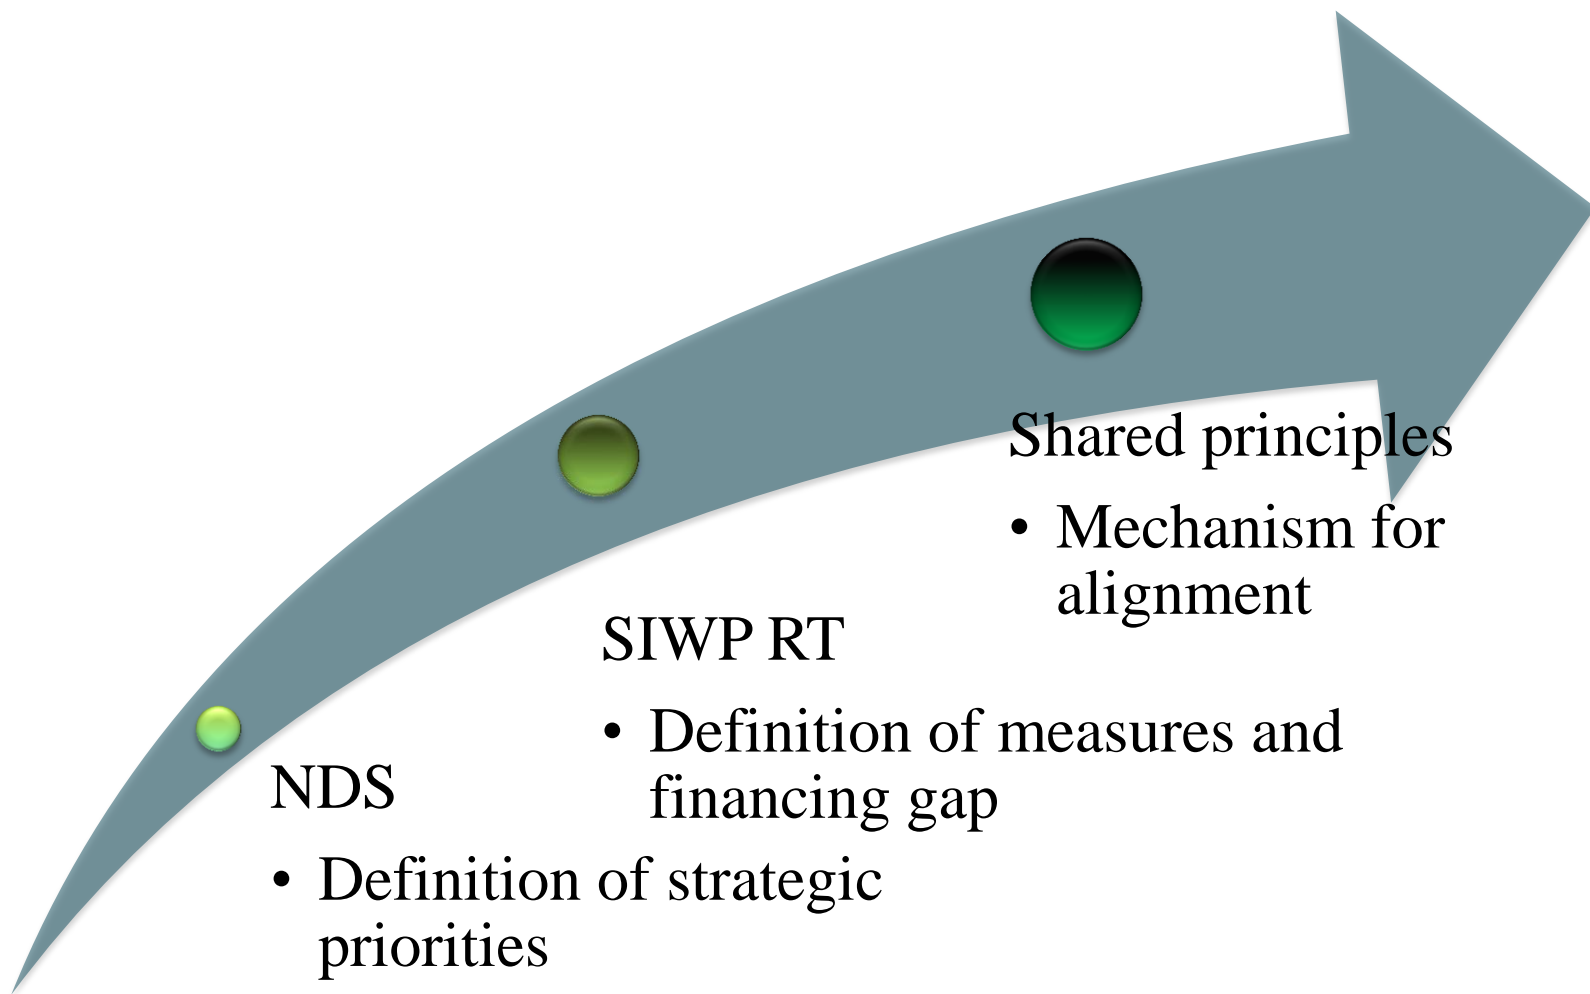 NDS
• Definition of strategic
priorities
SIWP RT
• Definition of measures and
financing gap
Shared principles
• Mechanism for
alignment